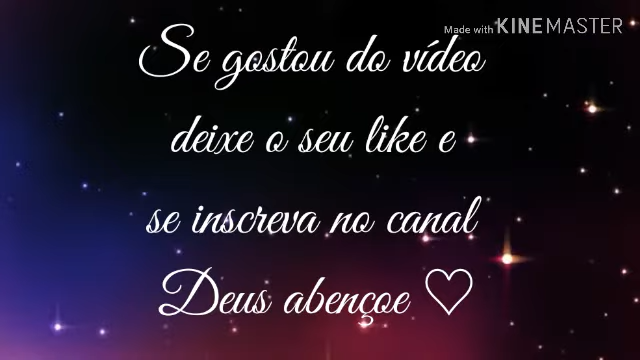 Made with KINEMASTER
Se gostou do vídeo
deixe o seu like e
se inscreva no canal
Deus abençoe ♡